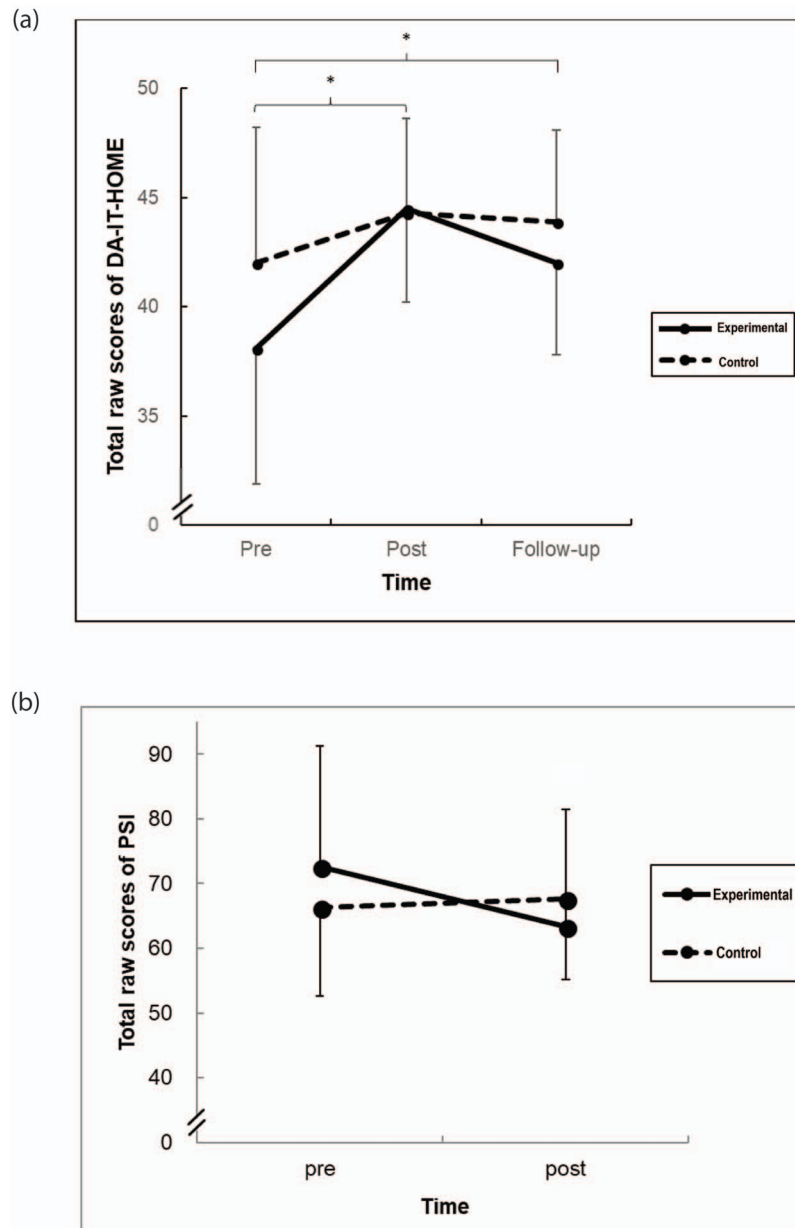 (a)
*
*
50
45
40
35
0
Total raw scores of DA-IT-HOME
Pre
Post
Follow-up
Time
Experimental
Control
(b)
90
80
70
60
50
40
0
Total raw scores of PSI
pre
post
Time
Experimental
Control